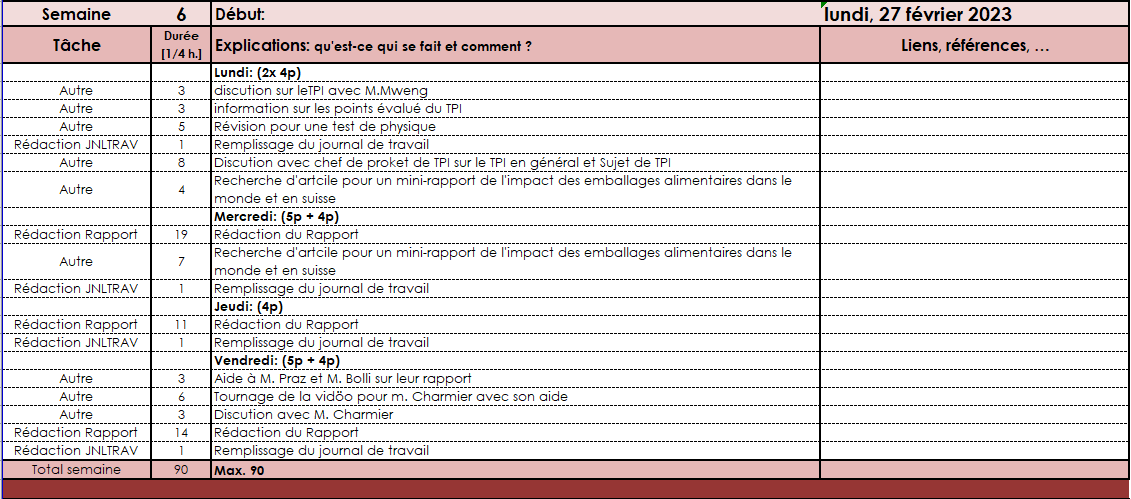 Semaine 6 Début: lundi, 27 février 2023
Tâche Durée [1/4 h.] Explications: qu'est-ce qui se fait et comment ? Liens, références, ...
Lundi: (2x 4p)
Autre 3 discution sur leTPI avec M.Mweng
Autre 3 information sur les points évalué du TPI
Autre 5 Révision pour une test de physique
Rédaction JNLTRAV 1 Remplissage du journal de travail
Autre 8 Discution avec chef de proket de TPI sur le TPI en général et Sujet de TPI
Autre 4 Recherche d'artcile pour un mini-rapport de l'impact des emballages alimentaires dans le
monde et en suisse
Mercredi: (5p + 4p)
Rédaction Rapport 19 Rédaction du Rapport
Autre 7 Recherche d'artcile pour un mini-rapport de l'impact des emballages alimentaires dans le
monde et en suisse
Rédaction JNLTRAV 1 Remplissage du journal de travail
Jeudi: (4p)
Rédaction Rapport 11 Rédaction du Rapport
Rédaction JNLTRAV 1 Remplissage du journal de travail
Vendredi: (5p + 4p)
Autre 3 Aide à M. Praz et M. Bolli sur leur rapport
Autre 6 Tournage de la vidöo pour m. Charmier avec son aide
Autre 3 Discution avec M. Charmier
Rédaction Rapport 14 Rédaction du Rapport
Rédaction JNLTRAV 1 Remplissage du journal de travail
Total semaine 90 Max. 90